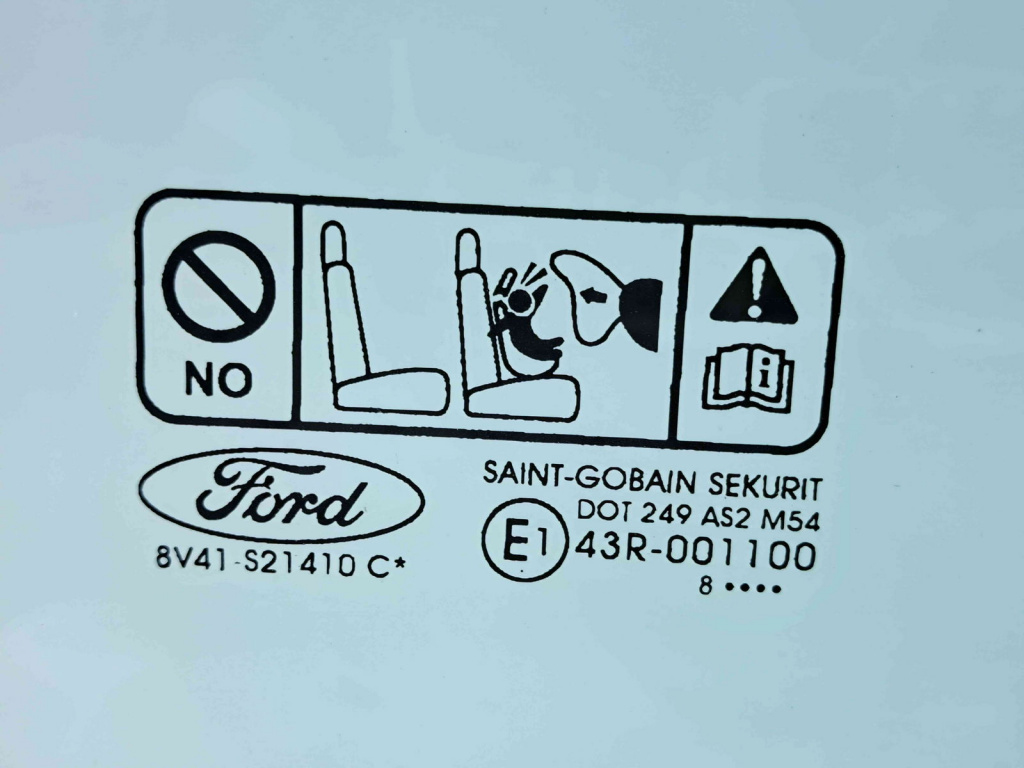 NO
i
Ford
8V41-S21410 C*
SAINT-GOBAIN SEKURIT
DOT 249 AS2 M54
E1 43R-001100
8 ••••